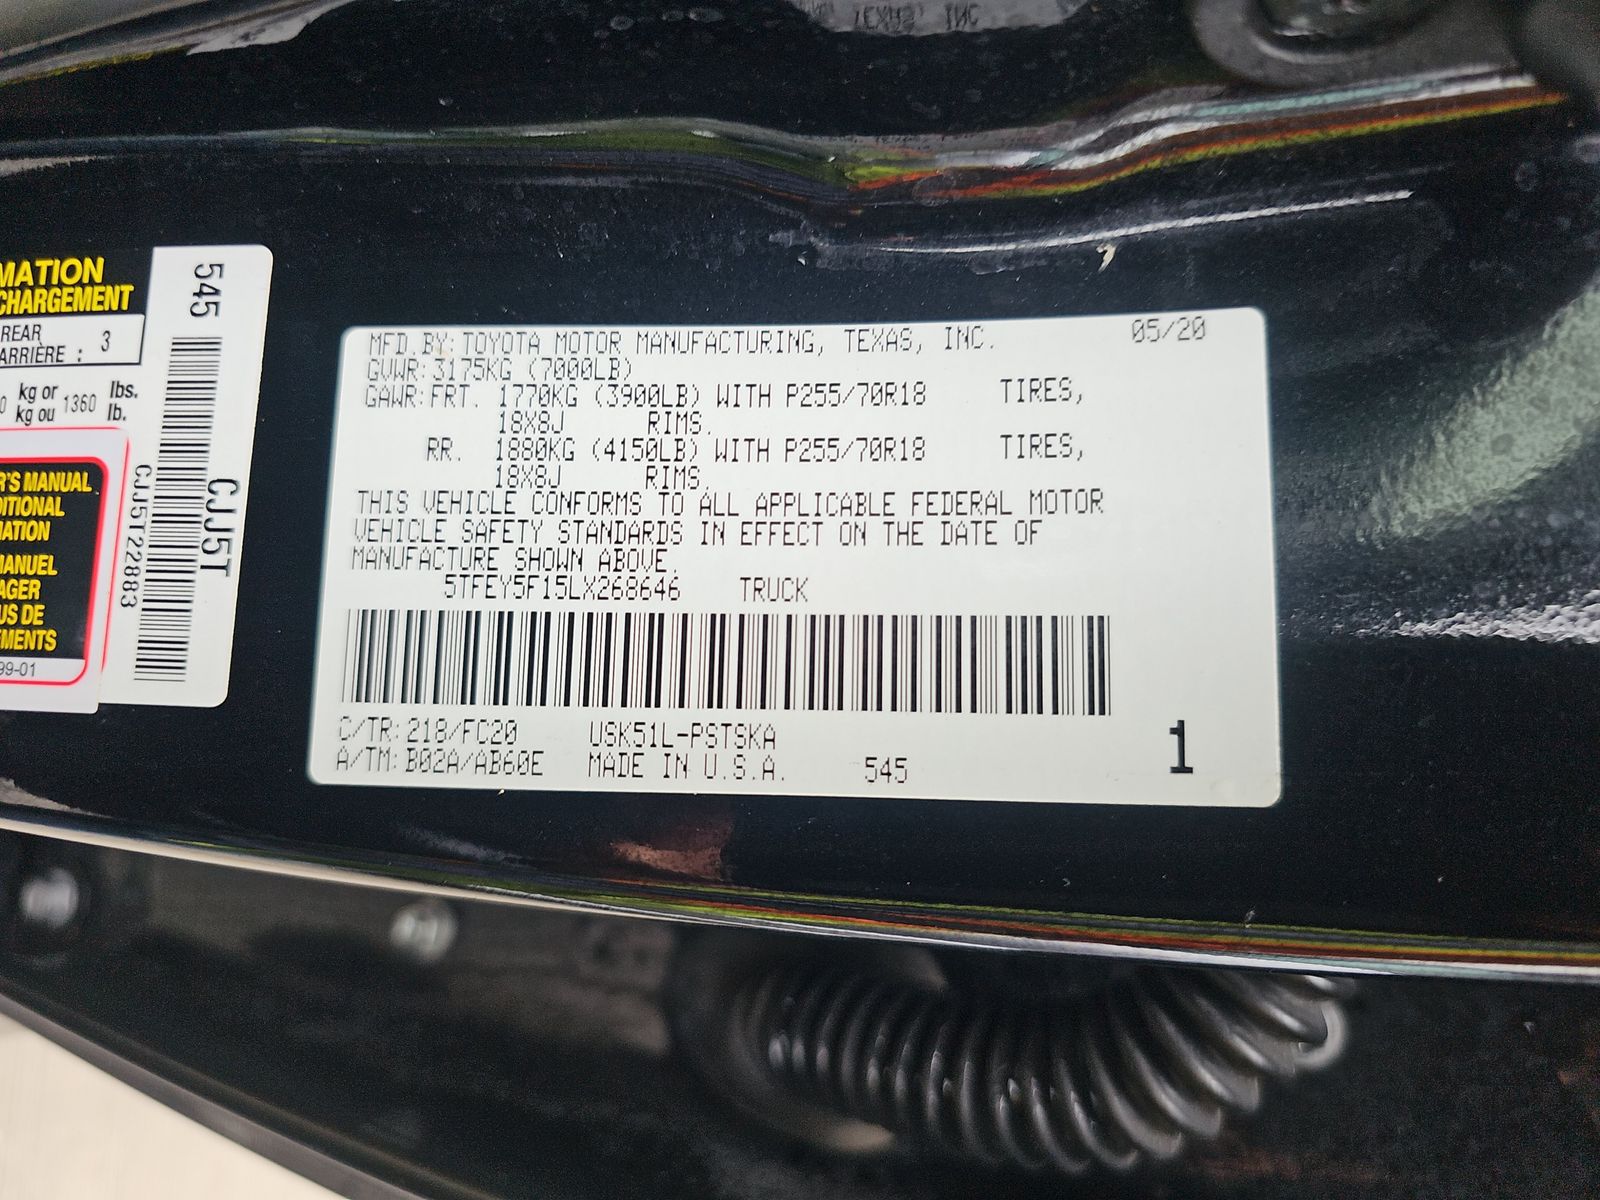 MATION
CHARGEMENT
REAR
ARRIÈRE : 3
kg or
kg ou 1360 lbs.
lb.
R'S MANUAL
DITIONAL
MATION
MANUEL
AGER
US DE
EMENTS
99-01
545
CJJ5T
CJJ5T22883
MFD.BY:TOYOTA MOTOR MANUFACTURING, TEXAS, INC. 05/20
GVWR:3175KG (7000LB)
GAWR:FRT. 1770KG (3900LB) WITH P255/70R18 TIRES,
18X8J RIMS.
RR. 1880KG (4150LB) WITH P255/70R18 TIRES,
18X8J RIMS.
THIS VEHICLE CONFORMS TO ALL APPLICABLE FEDERAL MOTOR
VEHICLE SAFETY STANDARDS IN EFFECT ON THE DATE OF
MANUFACTURE SHOWN ABOVE.
5TFEY5F15LX268646 TRUCK
C/TR:218/FC20 USK51L-PSTSKA
A/TM:B02A/AB60E MADE IN U.S.A. 545
1